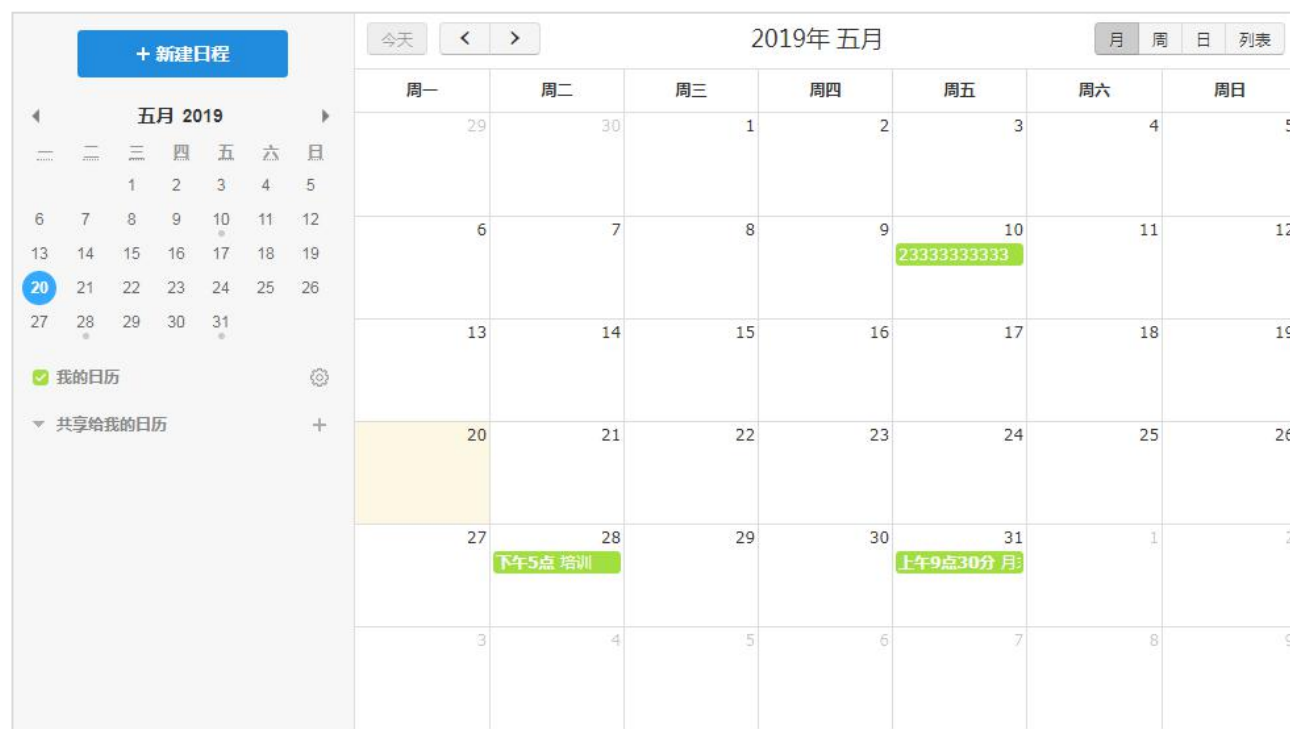 + 新建日程
五月 2019
一 二 三 四 五 六 日
1 2 3 4 5
6 7 8 9 10 11 12
13 14 15 16 17 18 19
20 21 22 23 24 25 26
27 28 29 30 31
我的日历
共享给我的日历
今天 < > 2019年 五月 月 周 日 列表
周一 周二 周三 周四 周五 周六 周日
29 30 1 2 3 4 5
6 7 8 9 10 11 12
23333333333
13 14 15 16 17 18 19
20 21 22 23 24 25 26
27 28 29 30 31 1 2
下午5点 培训 上午9点30分 月
3 4 5 6 7 8 9